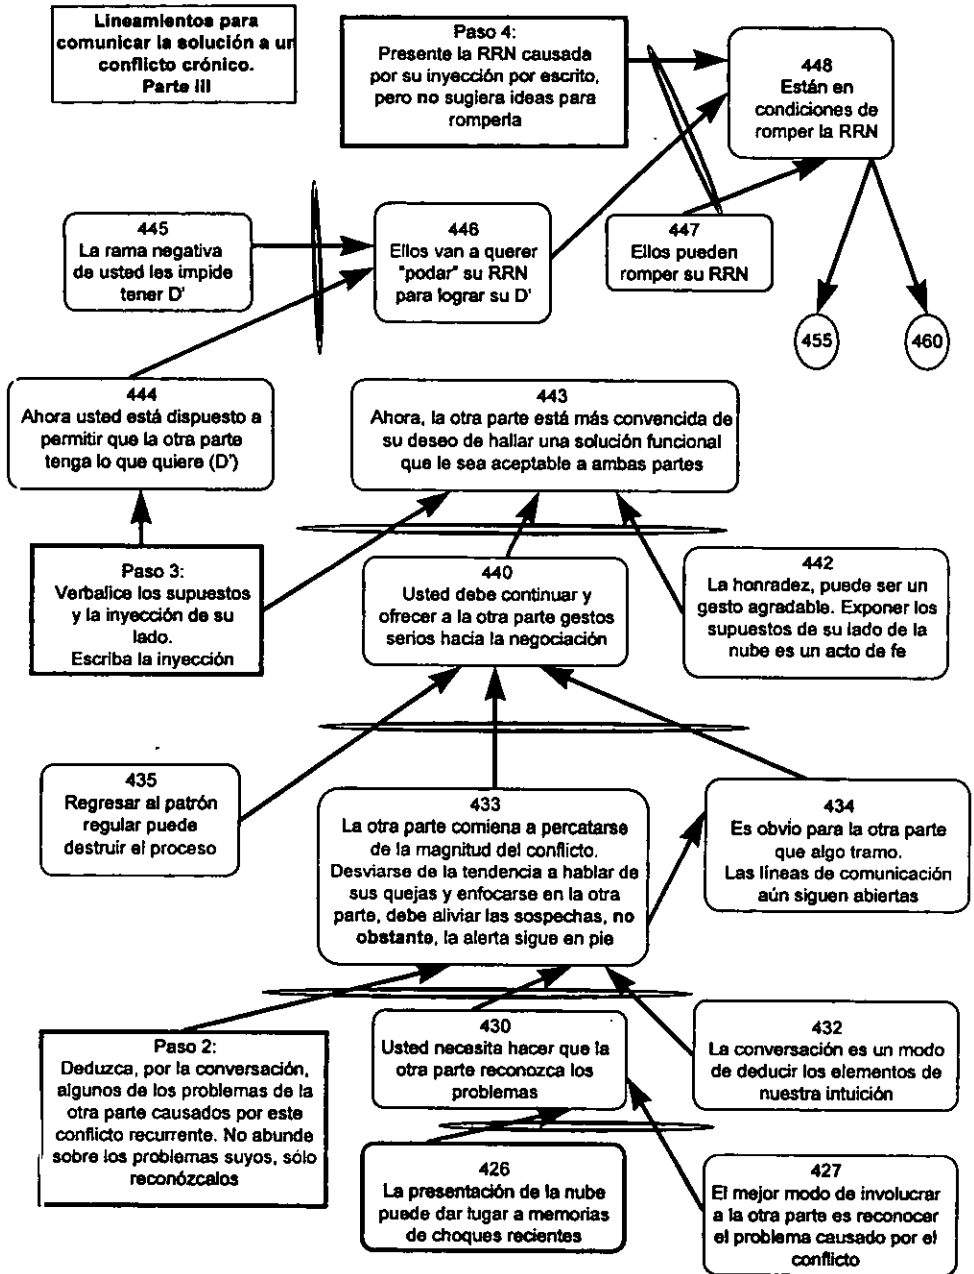 Lineamientos para
comunicar la solución a un
conflicto crónico.
Parte III
Paso 4:
Presente la RRN causada
por su inyección por escrito,
pero no sugiera ideas para
romperla
448
Están en
condiciones de
romper la RRN
445
La rama negativa
de usted les impide
tener D'
446
Ellos van a querer
"podar" su RRN
para lograr su D'
447
Ellos pueden
romper su RRN
455
460
444
Ahora usted está dispuesto a
permitir que la otra parte
tenga lo que quiere (D')
443
Ahora, la otra parte está más convencida de
su deseo de hallar una solución funcional
que le sea aceptable a ambas partes
Paso 3:
Verbalice los supuestos
y la inyección de su
lado.
Escriba la inyección
440
Usted debe continuar y
ofrecer a la otra parte gestos
serios hacia la negociación
442
La honradez, puede ser un
gesto agradable. Exponer los
supuestos de su lado de la
nube es un acto de fe
435
Regresar al patrón
regular puede
destruir el proceso
433
La otra parte comiena a percatarse
de la magnitud del conflicto.
Desviarse de la tendencia a hablar de
sus quejas y enfocarse en la otra
parte, debe aliviar las sospechas, no
obstante, la alerta sigue en pie
434
Es obvio para la otra parte
que algo tramo.
Las líneas de comunicación
aún siguen abiertas
Paso 2:
Deduzca, por la conversación,
algunos de los problemas de la
otra parte causados por este
conflicto recurrente. No abunde
sobre los problemas suyos, sólo
reconózcalos
430
Usted necesita hacer que la
otra parte reconozca los
problemas
432
La conversación es un modo
de deducir los elementos de
nuestra intuición
426
La presentación de la nube
puede dar lugar a memorias
de choques recientes
427
El mejor modo de involucrar
a la otra parte es reconocer
el problema causado por el
conflicto